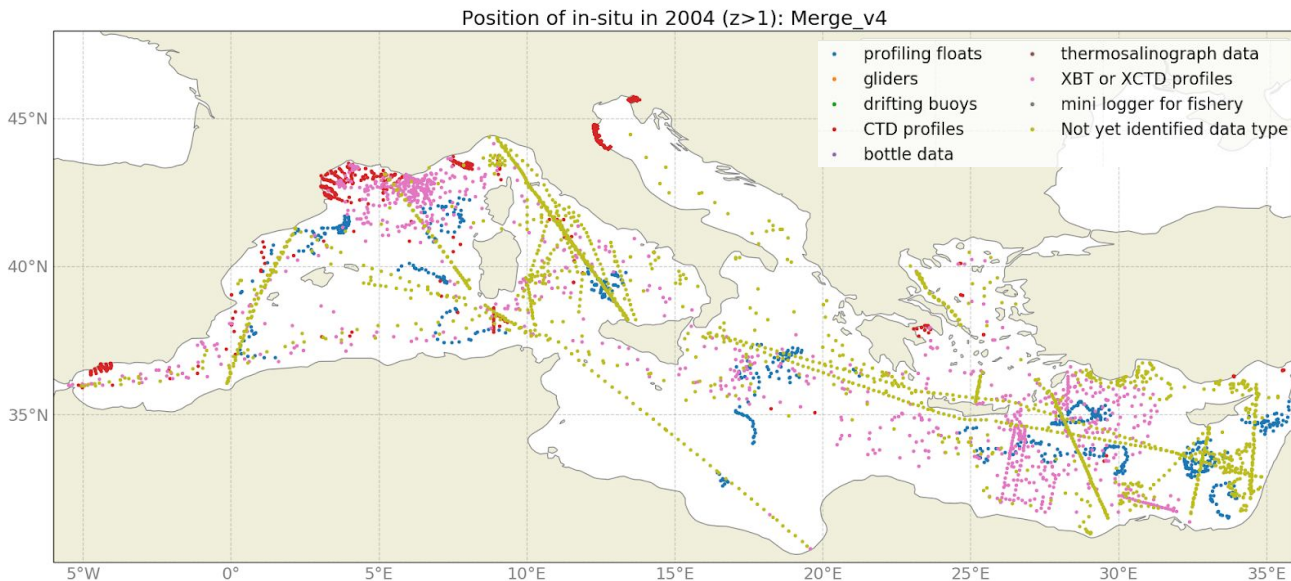 Position of in-situ in 2004 (z>1): Merge_v4
profiling floats
gliders
drifting buoys
CTD profiles
bottle data
thermosalinograph data
XBT or XCTD profiles
mini logger for fishery
Not yet identified data type
45°N
40°N
35°N
5°W 0° 5°E 10°E 15°E 20°E 25°E 30°E 35°E